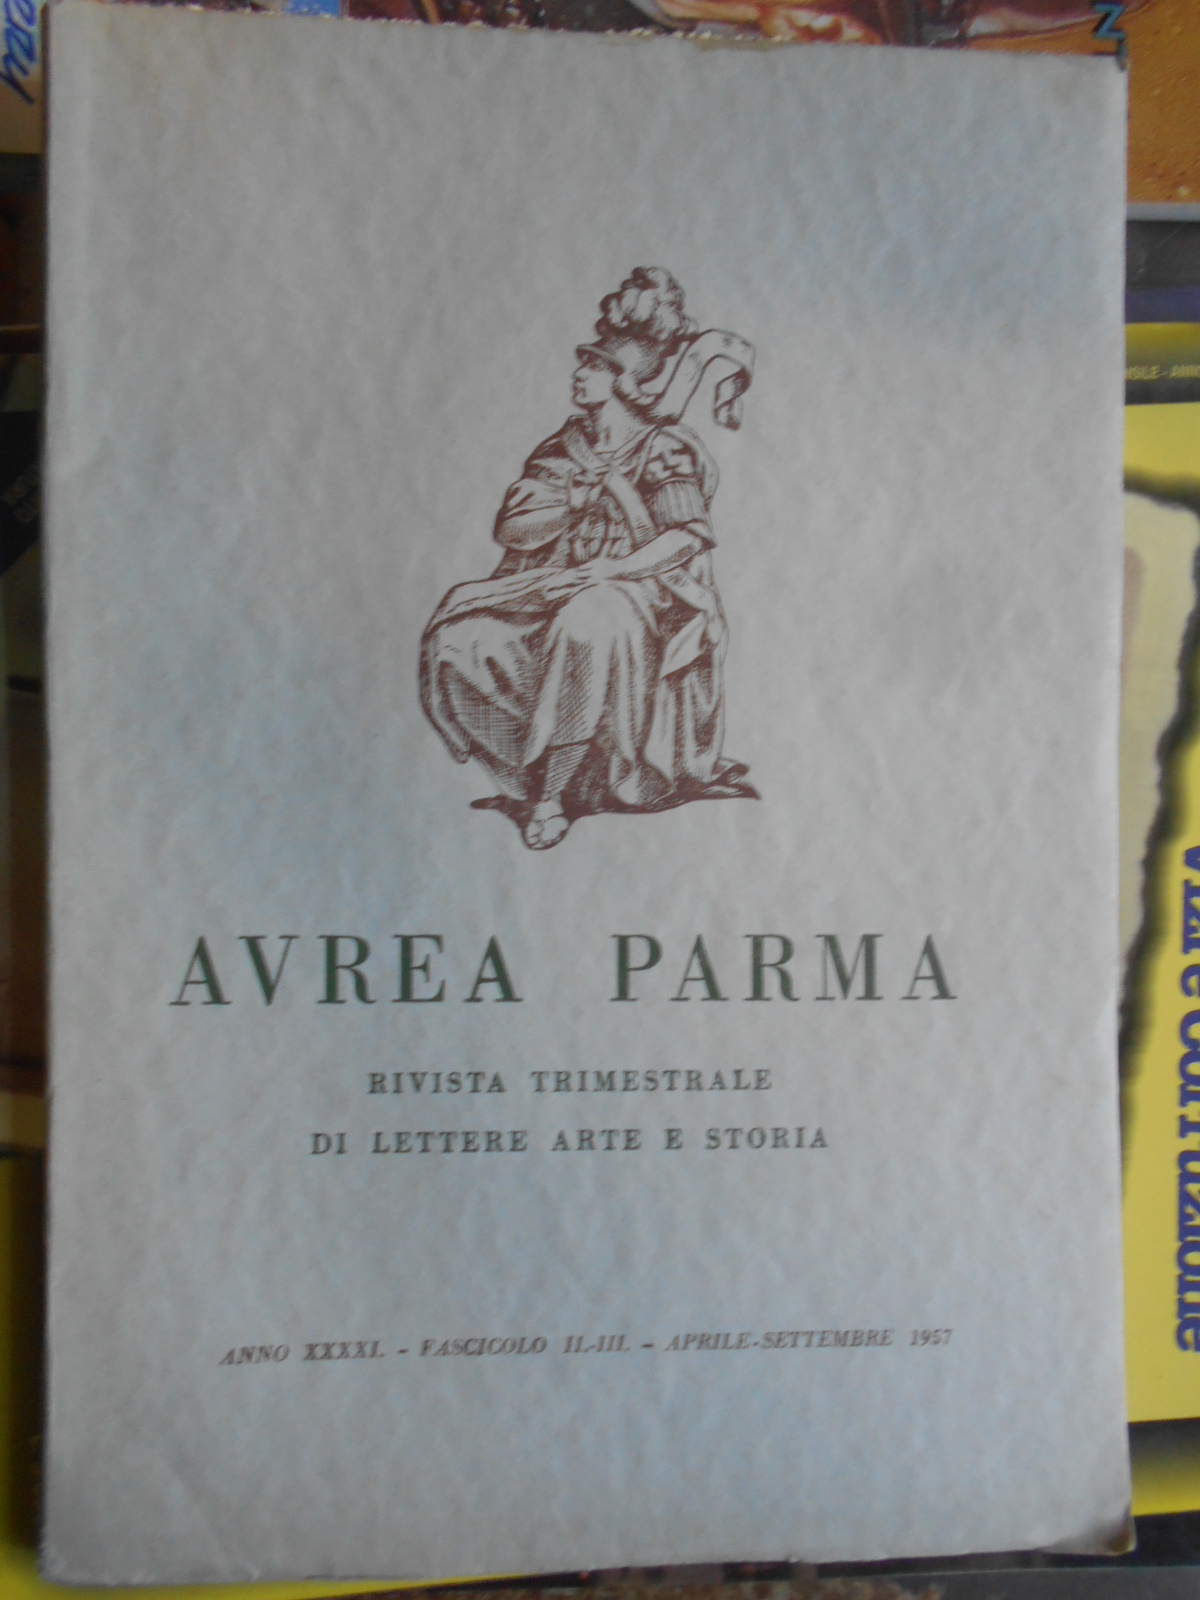 AVREA PARMA
RIVISTA TRIMESTRALE
DI LETTERE ARTE E STORIA
ANNO XXXXI. - FASCICOLO II.-III. - APRILE-SETTEMBRE 1957